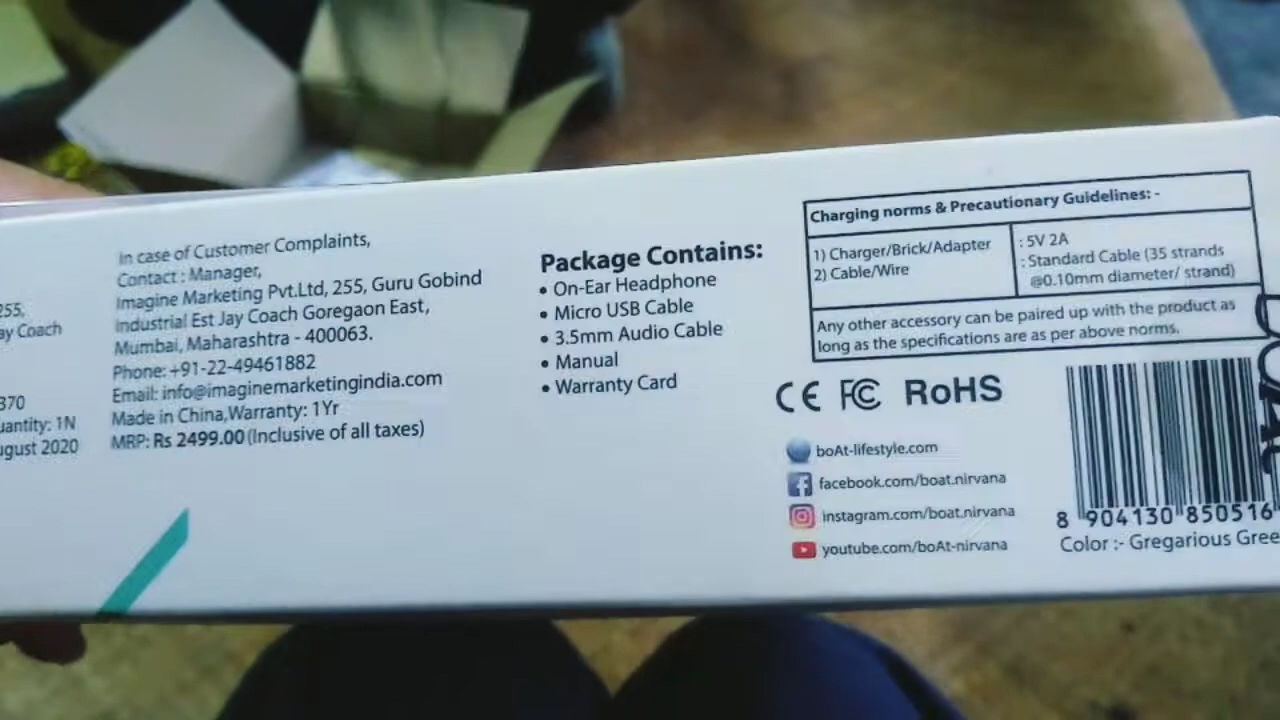 255,
ay Coach
370
uantity: 1N
ugust 2020
In case of Customer Complaints,
Contact : Manager,
Imagine Marketing Pvt.Ltd, 255, Guru Gobind
Industrial Est Jay Coach Goregaon East,
Mumbai, Maharashtra - 400063.
Phone: +91-22-49461882
Email: info@imaginemarketingindia.com
Made in China,Warranty: 1Yr
MRP: Rs 2499.00 (Inclusive of all taxes)
Package Contains:
• On-Ear Headphone
• Micro USB Cable
• 3.5mm Audio Cable
• Manual
• Warranty Card
Charging norms & Precautionary Guidelines: -
1) Charger/Brick/Adapter : 5V 2A
2) Cable/Wire : Standard Cable (35 strands
@0.10mm diameter/ strand)
Any other accessory can be paired up with the product as
long as the specifications are as per above norms.
CE FC RoHS
boAt-lifestyle.com
facebook.com/boat.nirvana
instagram.com/boat.nirvana
youtube.com/boAt-nirvana
8 904130 850516
Color :- Gregarious Gree